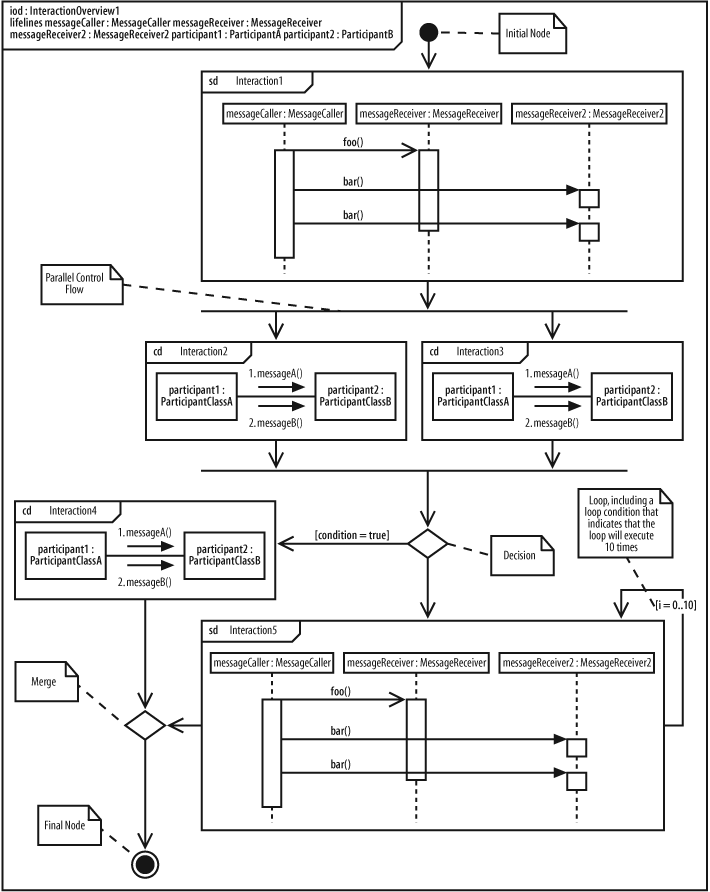 iod : InteractionOverview1
lifelines messageCaller : MessageCaller messageReceiver : MessageReceiver
messageReceiver2 : MessageReceiver2 participant1 : ParticipantA participant2 : ParticipantB
Initial Node
sd Interaction1
messageCaller : MessageCaller messageReceiver : MessageReceiver messageReceiver2 : MessageReceiver2
foo()
bar()
bar()
Parallel Control
Flow
cd Interaction2
1. messageA()
participant1 :
ParticipantClassA
participant2 :
ParticipantClassB
2. messageB()
cd Interaction3
1. messageA()
participant1 :
ParticipantClassA
participant2 :
ParticipantClassB
2. messageB()
cd Interaction4
1. messageA()
participant1 :
ParticipantClassA
participant2 :
ParticipantClassB
2. messageB()
[condition = true]
Decision
Loop, including a
loop condition that
indicates that the
loop will execute
10 times
[i = 0..10]
sd Interaction5
messageCaller : MessageCaller messageReceiver : MessageReceiver messageReceiver2 : MessageReceiver2
foo()
bar()
bar()
Merge
Final Node